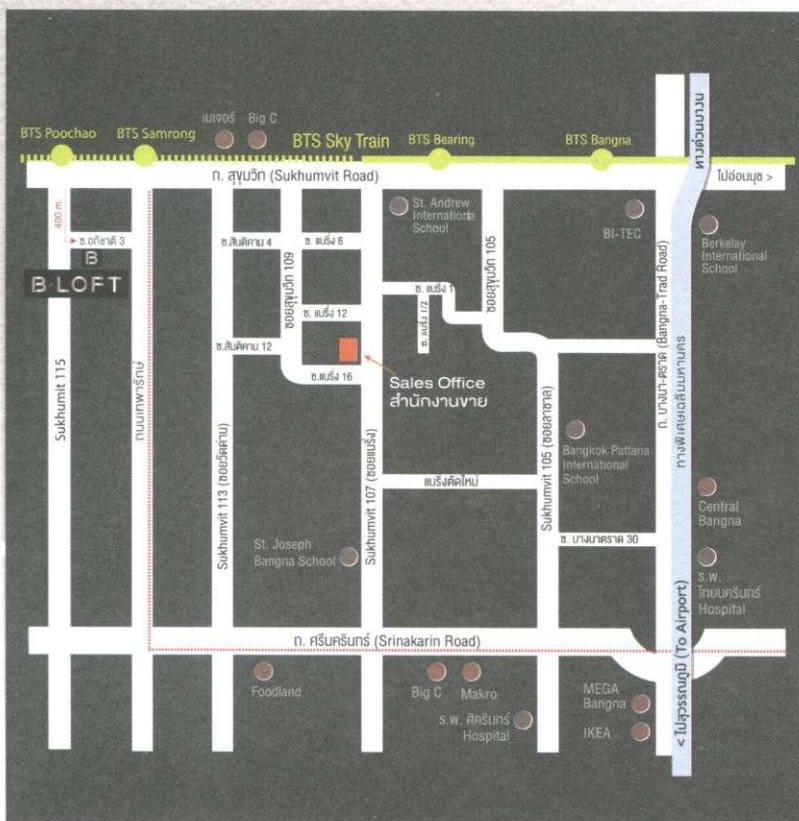 ทางด่วนบางนา
เมเจอร์
Big C
BTS Poochao
BTS Samrong
BTS Sky Train
BTS Bearing
BTS Bangna
ถ. สุขุมวิท (Sukhumvit Road)
ไปอ่อนนุช >
400 m.
ซ.อภิชาติ 3
B
B·LOFT
ซ.สันติคาม 4
ซ. แบริ่ง 6
St. Andrew
Internationa
School
BI-TEC
Berkelay
International
School
ซอยสุขุมวิท 109
ซอยสุขุมวิท 105
ซ. แบริ่ง 1
ซ. แบริ่ง 1/2
ซ. แบริ่ง 12
ซ.สันติคาม 12
ซ.แบริ่ง 16
Sales Office
สำนักงานขาย
Sukhumit 115
ถนนเทพารักษ์
Sukhumvit 113 (ซอยวัดด่าน)
Sukhumvit 107 (ซอยแบริ่ง)
Sukhumvit 105 (ซอยลาซาล)
ถ. บางนา-ตราด (Bangna-Trad Road)
ทางพิเศษเฉลิมมหานคร
Bangkok Pattana
International
School
แบริ่งตัดใหม่
Central
Bangna
ซ. บางนาตราด 30
St. Joseph
Bangna School
ร.พ.
ไทยนครินทร์
Hospital
ถ. ศรีนครินทร์ (Srinakarin Road)
< ไปสุวรรณภูมิ (To Airport)
Foodland
Big C
Makro
ร.พ. ศิครินทร์
Hospital
MEGA
Bangna
IKEA